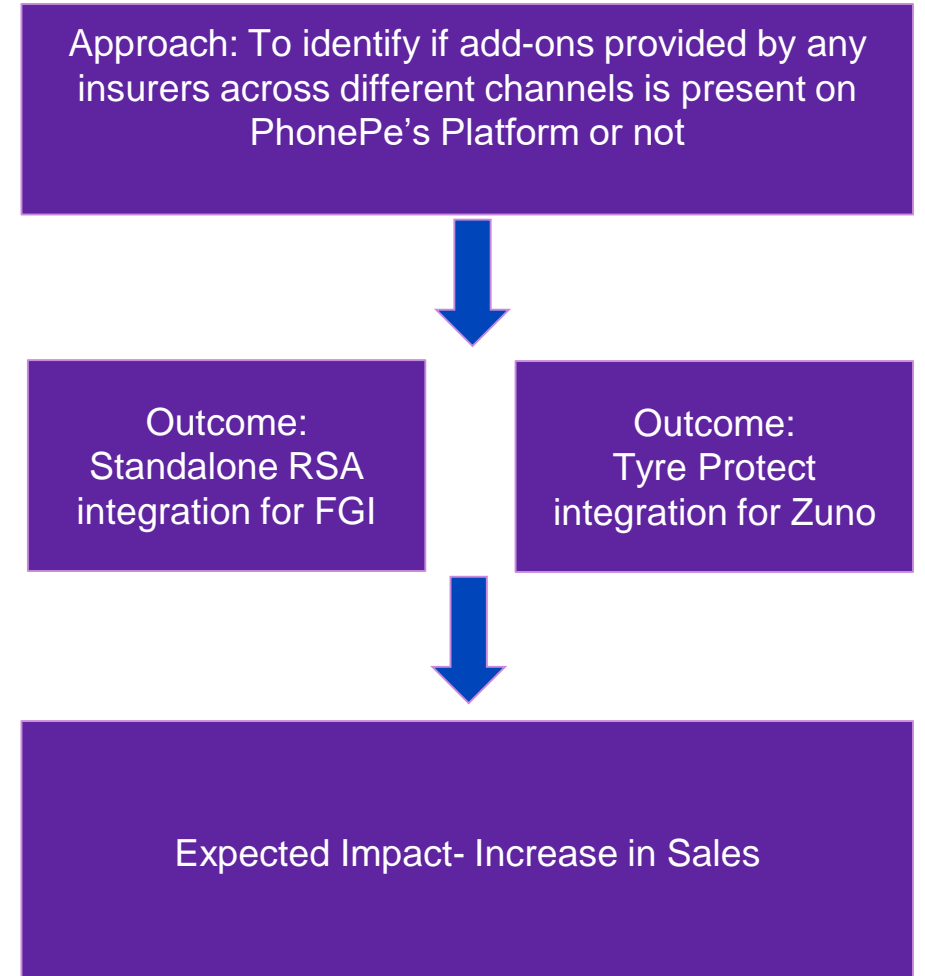 Approach: To identify if add-ons provided by any
insurers across different channels is present on
PhonePe’s Platform or not
Outcome:
Standalone RSA
integration for FGI
Outcome:
Tyre Protect
integration for Zuno
Expected Impact- Increase in Sales